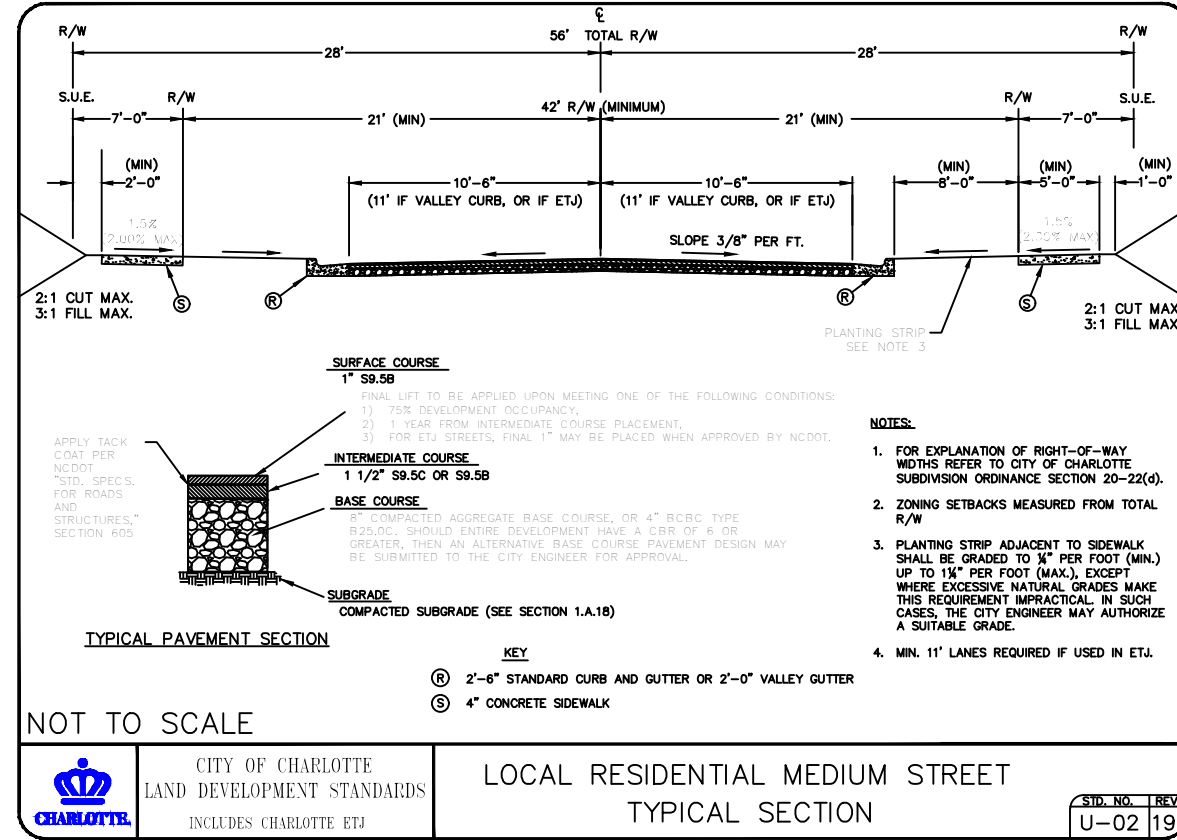 ℄
R/W
56' TOTAL R/W
R/W
28'
28'
S.U.E.
R/W
42' R/W (MINIMUM)
R/W
S.U.E.
7'-0"
21' (MIN)
21' (MIN)
7'-0"
(MIN)
2'-0"
10'-6"
(11' IF VALLEY CURB, OR IF ETJ)
10'-6"
(11' IF VALLEY CURB, OR IF ETJ)
(MIN)
8'-0"
(MIN)
5'-0"
(MIN)
1'-0"
1.5%
(2.00% MAX)
SLOPE 3/8" PER FT.
1.5%
(2.00% MAX)
2:1 CUT MAX.
3:1 FILL MAX.
S
R
R
S
2:1 CUT MAX
3:1 FILL MAX
PLANTING STRIP
SEE NOTE 3
SURFACE COURSE
1" S9.5B
FINAL LIFT TO BE APPLIED UPON MEETING ONE OF THE FOLLOWING CONDITIONS:
1) 75% DEVELOPMENT OCCUPANCY,
2) 1 YEAR FROM INTERMEDIATE COURSE PLACEMENT,
3) FOR ETJ STREETS, FINAL 1" MAY BE PLACED WHEN APPROVED BY NCDOT.
APPLY TACK
COAT PER
NCDOT
"STD. SPECS.
FOR ROADS
AND
STRUCTURES,"
SECTION 605
INTERMEDIATE COURSE
1 1/2" S9.5C OR S9.5B
BASE COURSE
8" COMPACTED AGGREGATE BASE COURSE, OR 4" BCBC TYPE
B25.0C. SHOULD ENTIRE DEVELOPMENT HAVE A CBR OF 6 OR
GREATER, THEN AN ALTERNATIVE BASE COURSE PAVEMENT DESIGN MAY
BE SUBMITTED TO THE CITY ENGINEER FOR APPROVAL.
SUBGRADE
COMPACTED SUBGRADE (SEE SECTION 1.A.18)
TYPICAL PAVEMENT SECTION
KEY
R 2'-6" STANDARD CURB AND GUTTER OR 2'-0" VALLEY GUTTER
S 4" CONCRETE SIDEWALK
NOTES:
1. FOR EXPLANATION OF RIGHT-OF-WAY
WIDTHS REFER TO CITY OF CHARLOTTE
SUBDIVISION ORDINANCE SECTION 20-22(d).
2. ZONING SETBACKS MEASURED FROM TOTAL
R/W
3. PLANTING STRIP ADJACENT TO SIDEWALK
SHALL BE GRADED TO ¼" PER FOOT (MIN.)
UP TO 1¼" PER FOOT (MAX.), EXCEPT
WHERE EXCESSIVE NATURAL GRADES MAKE
THIS REQUIREMENT IMPRACTICAL. IN SUCH
CASES, THE CITY ENGINEER MAY AUTHORIZE
A SUITABLE GRADE.
4. MIN. 11' LANES REQUIRED IF USED IN ETJ.
NOT TO SCALE
CHARLOTTE.
CITY OF CHARLOTTE
LAND DEVELOPMENT STANDARDS
INCLUDES CHARLOTTE ETJ
LOCAL RESIDENTIAL MEDIUM STREET
TYPICAL SECTION
STD. NO. REV
U-02 19